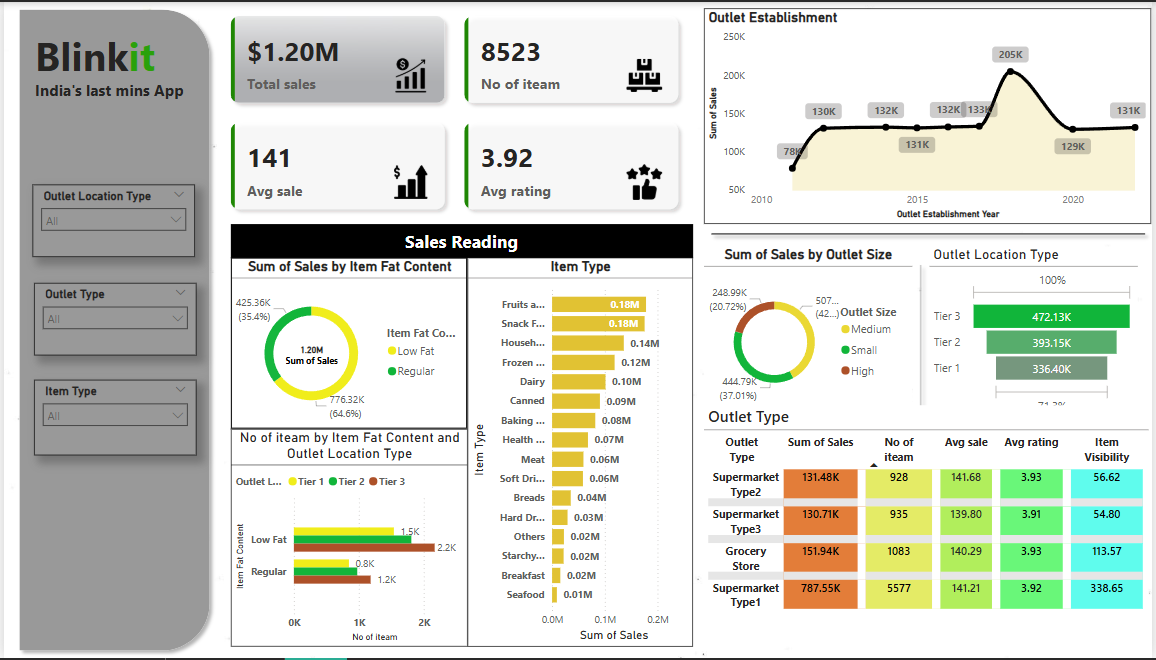 Blinkit
India's last mins App
Outlet Location Type
All
Outlet Type
All
Item Type
All
$1.20M
Total sales
8523
No of iteam
141
Avg sale
3.92
Avg rating
Outlet Establishment
Sum of Sales
250K
200K
150K
100K
50K
78K
130K
132K
131K
132K
133K
205K
129K
131K
2010
2015
2020
Outlet Establishment Year
Sales Reading
Sum of Sales by Item Fat Content
425.36K
(35.4%)
1.20M
Sum of Sales
776.32K
(64.6%)
Item Fat Co...
Low Fat
Regular
No of iteam by Item Fat Content and
Outlet Location Type
Outlet L... Tier 1 Tier 2 Tier 3
Item Fat Content
Low Fat
1.5K
2.2K
Regular
0.8K
1.2K
0K 1K 2K
No of iteam
Item Type
Item Type
Fruits a... 0.18M
Snack F... 0.18M
Househ... 0.14M
Frozen ... 0.12M
Dairy 0.10M
Canned 0.09M
Baking ... 0.08M
Health ... 0.07M
Meat 0.06M
Soft Dri... 0.06M
Breads 0.04M
Hard Dr... 0.03M
Others 0.02M
Starchy... 0.02M
Breakfast 0.02M
Seafood 0.01M
0.0M 0.1M 0.2M
Sum of Sales
Sum of Sales by Outlet Size
248.99K
(20.72%)
507...
(42...)
444.79K
(37.01%)
Outlet Size
Medium
Small
High
Outlet Location Type
100%
Tier 3 472.13K
Tier 2 393.15K
Tier 1 336.40K
71.3%
Outlet Type
Outlet Type Sum of Sales No of iteam Avg sale Avg rating Item Visibility
Supermarket Type2 131.48K 928 141.68 3.93 56.62
Supermarket Type3 130.71K 935 139.80 3.91 54.80
Grocery Store 151.94K 1083 140.29 3.93 113.57
Supermarket Type1 787.55K 5577 141.21 3.92 338.65